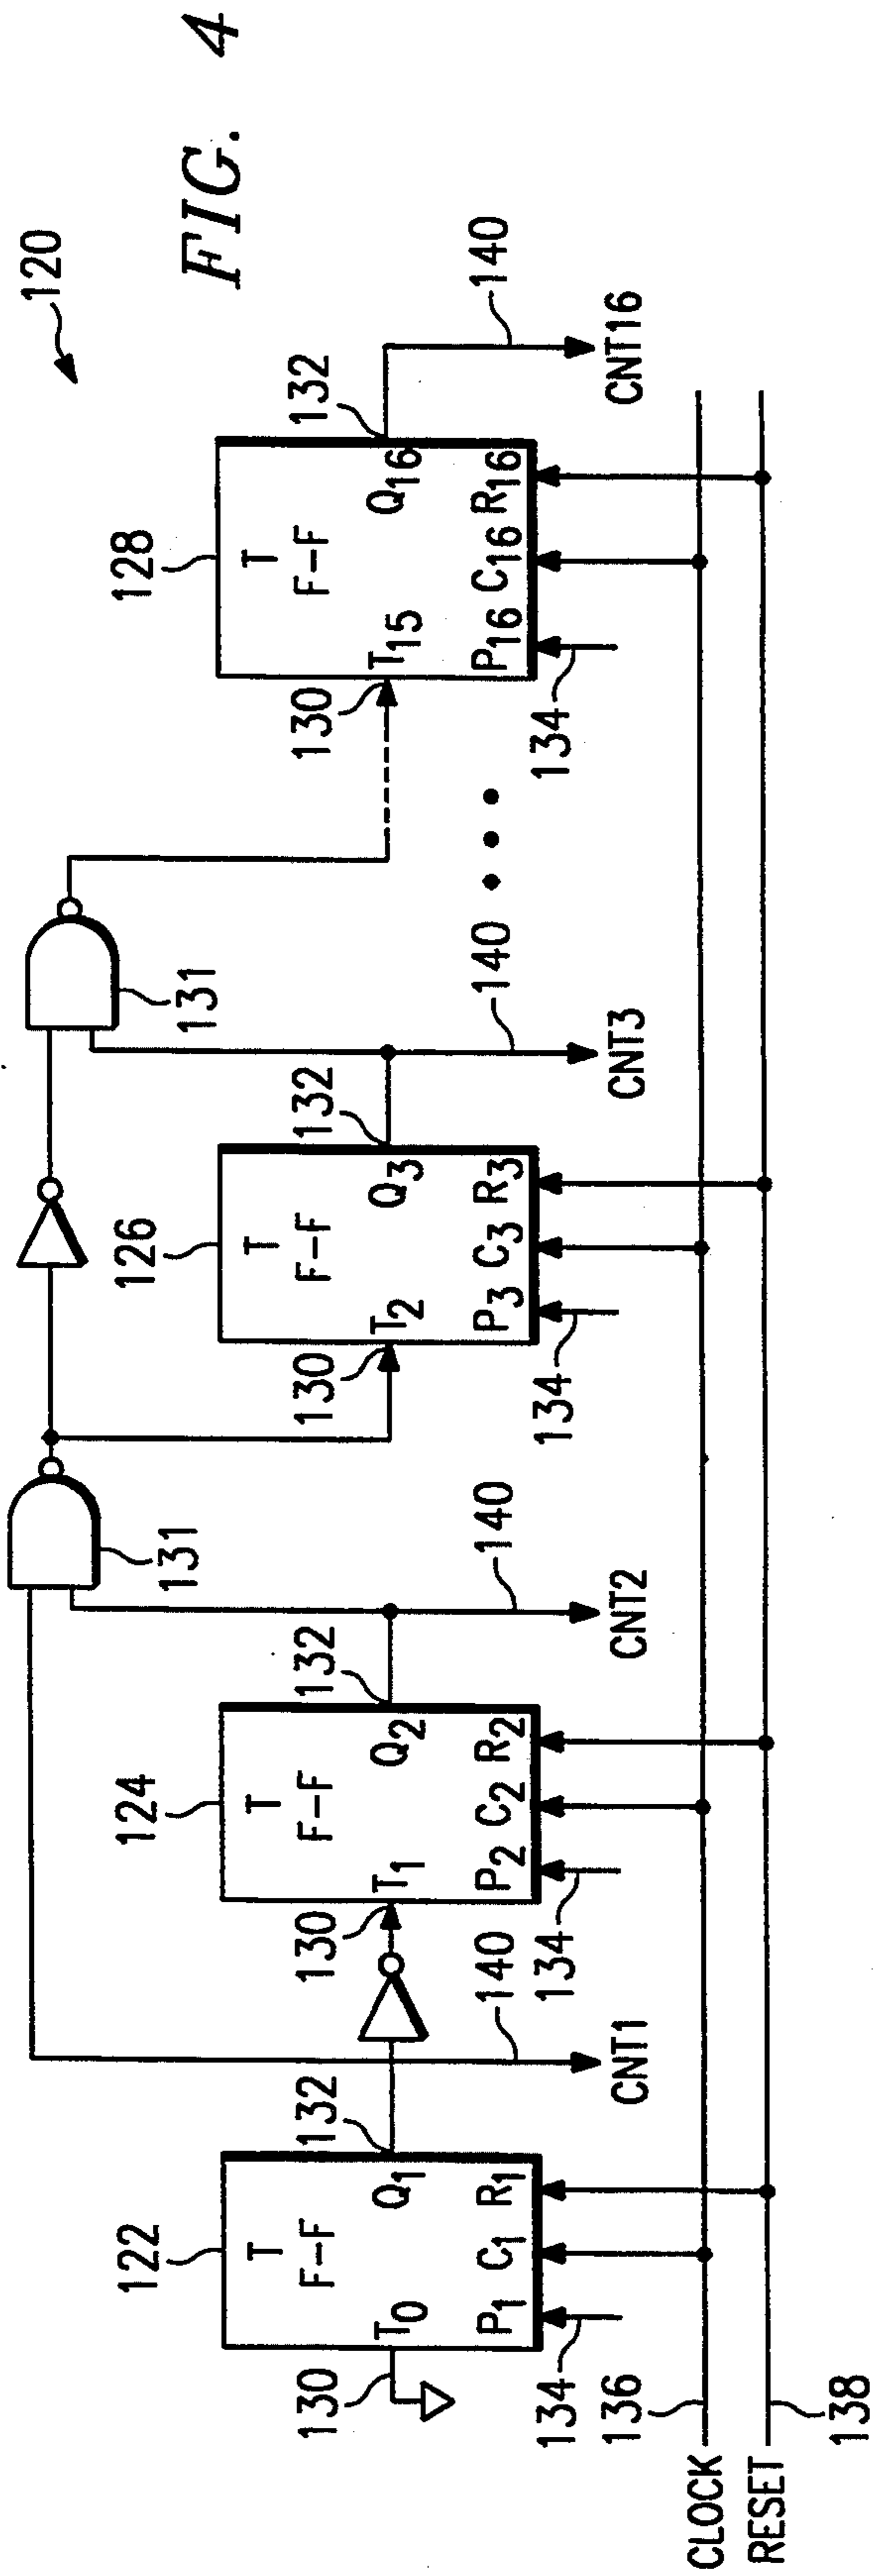 FIG. 4
120
122
T
F-F
T0
Q1
P1 C1 R1
130
132
134
140
CNT1
124
T
F-F
T1
Q2
P2 C2 R2
130
132
134
131
140
CNT2
126
T
F-F
T2
Q3
P3 C3 R3
130
132
134
131
140
CNT3
128
T
F-F
T15
Q16
P16 C16 R16
130
132
134
140
CNT16
CLOCK
136
RESET
138